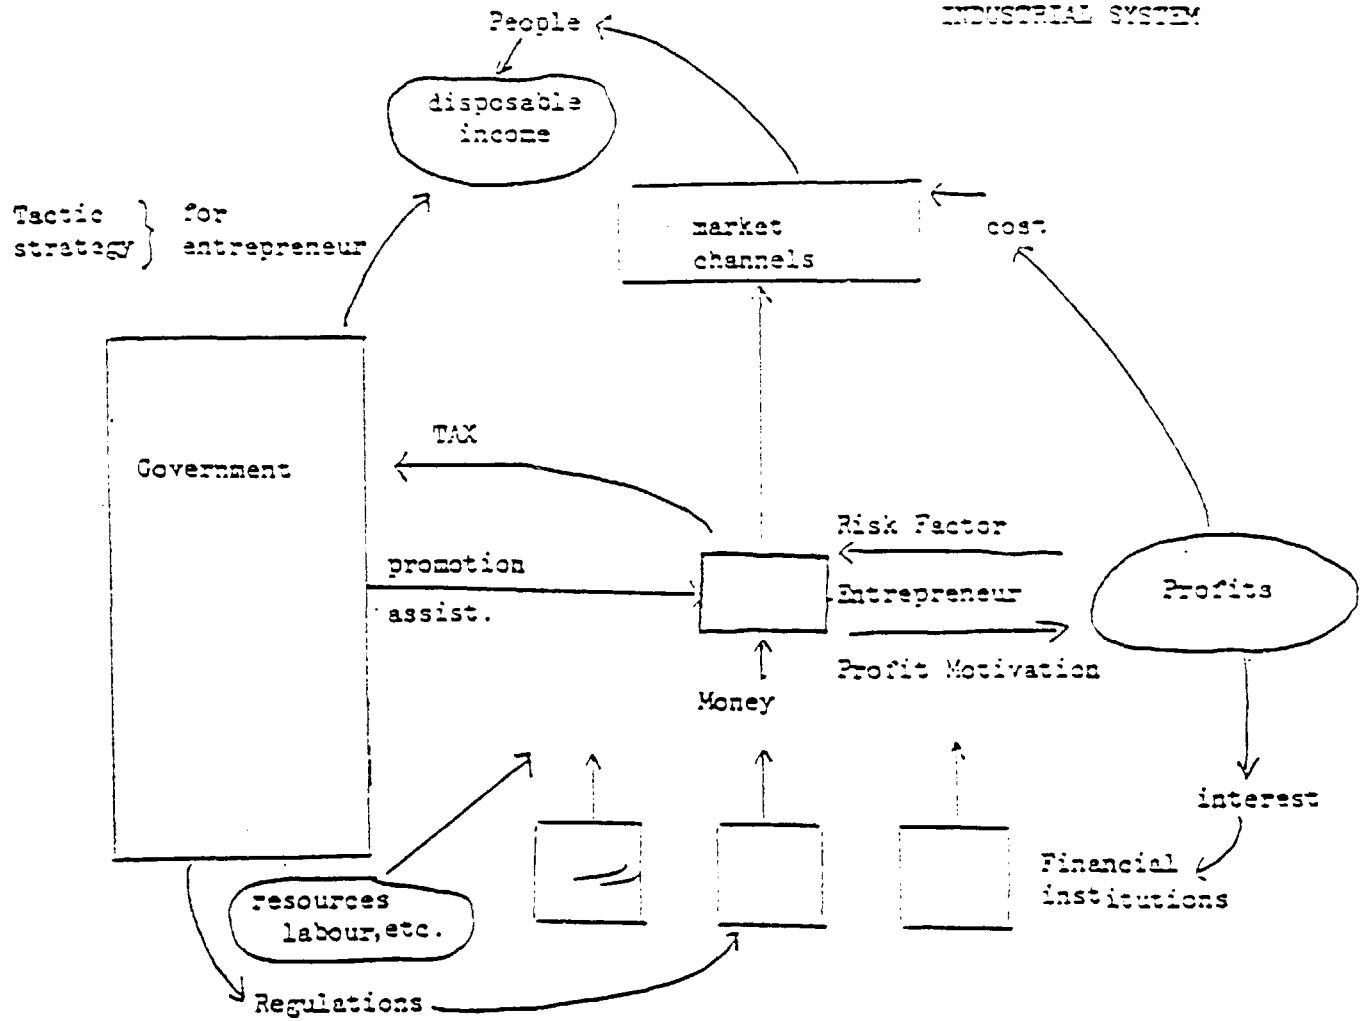 INDUSTRIAL SYSTEM
People
disposable
income
Tactic
strategy } for
entrepreneur
market
channels
cost
TAX
Government
Risk Factor
promotion
assist.
Entrepreneur
Profits
Profit Motivation
Money
interest
Financial
institutions
resources
labour, etc.
Regulations